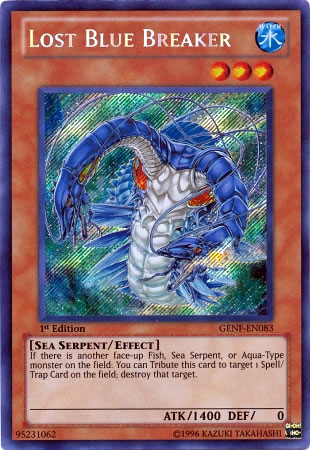 LOST BLUE BREAKER
WATER
水
1st Edition
GENF-EN083
[SEA SERPENT/EFFECT]
If there is another face-up Fish, Sea Serpent, or Aqua-Type
monster on the field: You can Tribute this card to target 1 Spell/
Trap Card on the field; destroy that target.
ATK/1400 DEF/ 0
95231062
©1996 KAZUKI TAKAHASHI